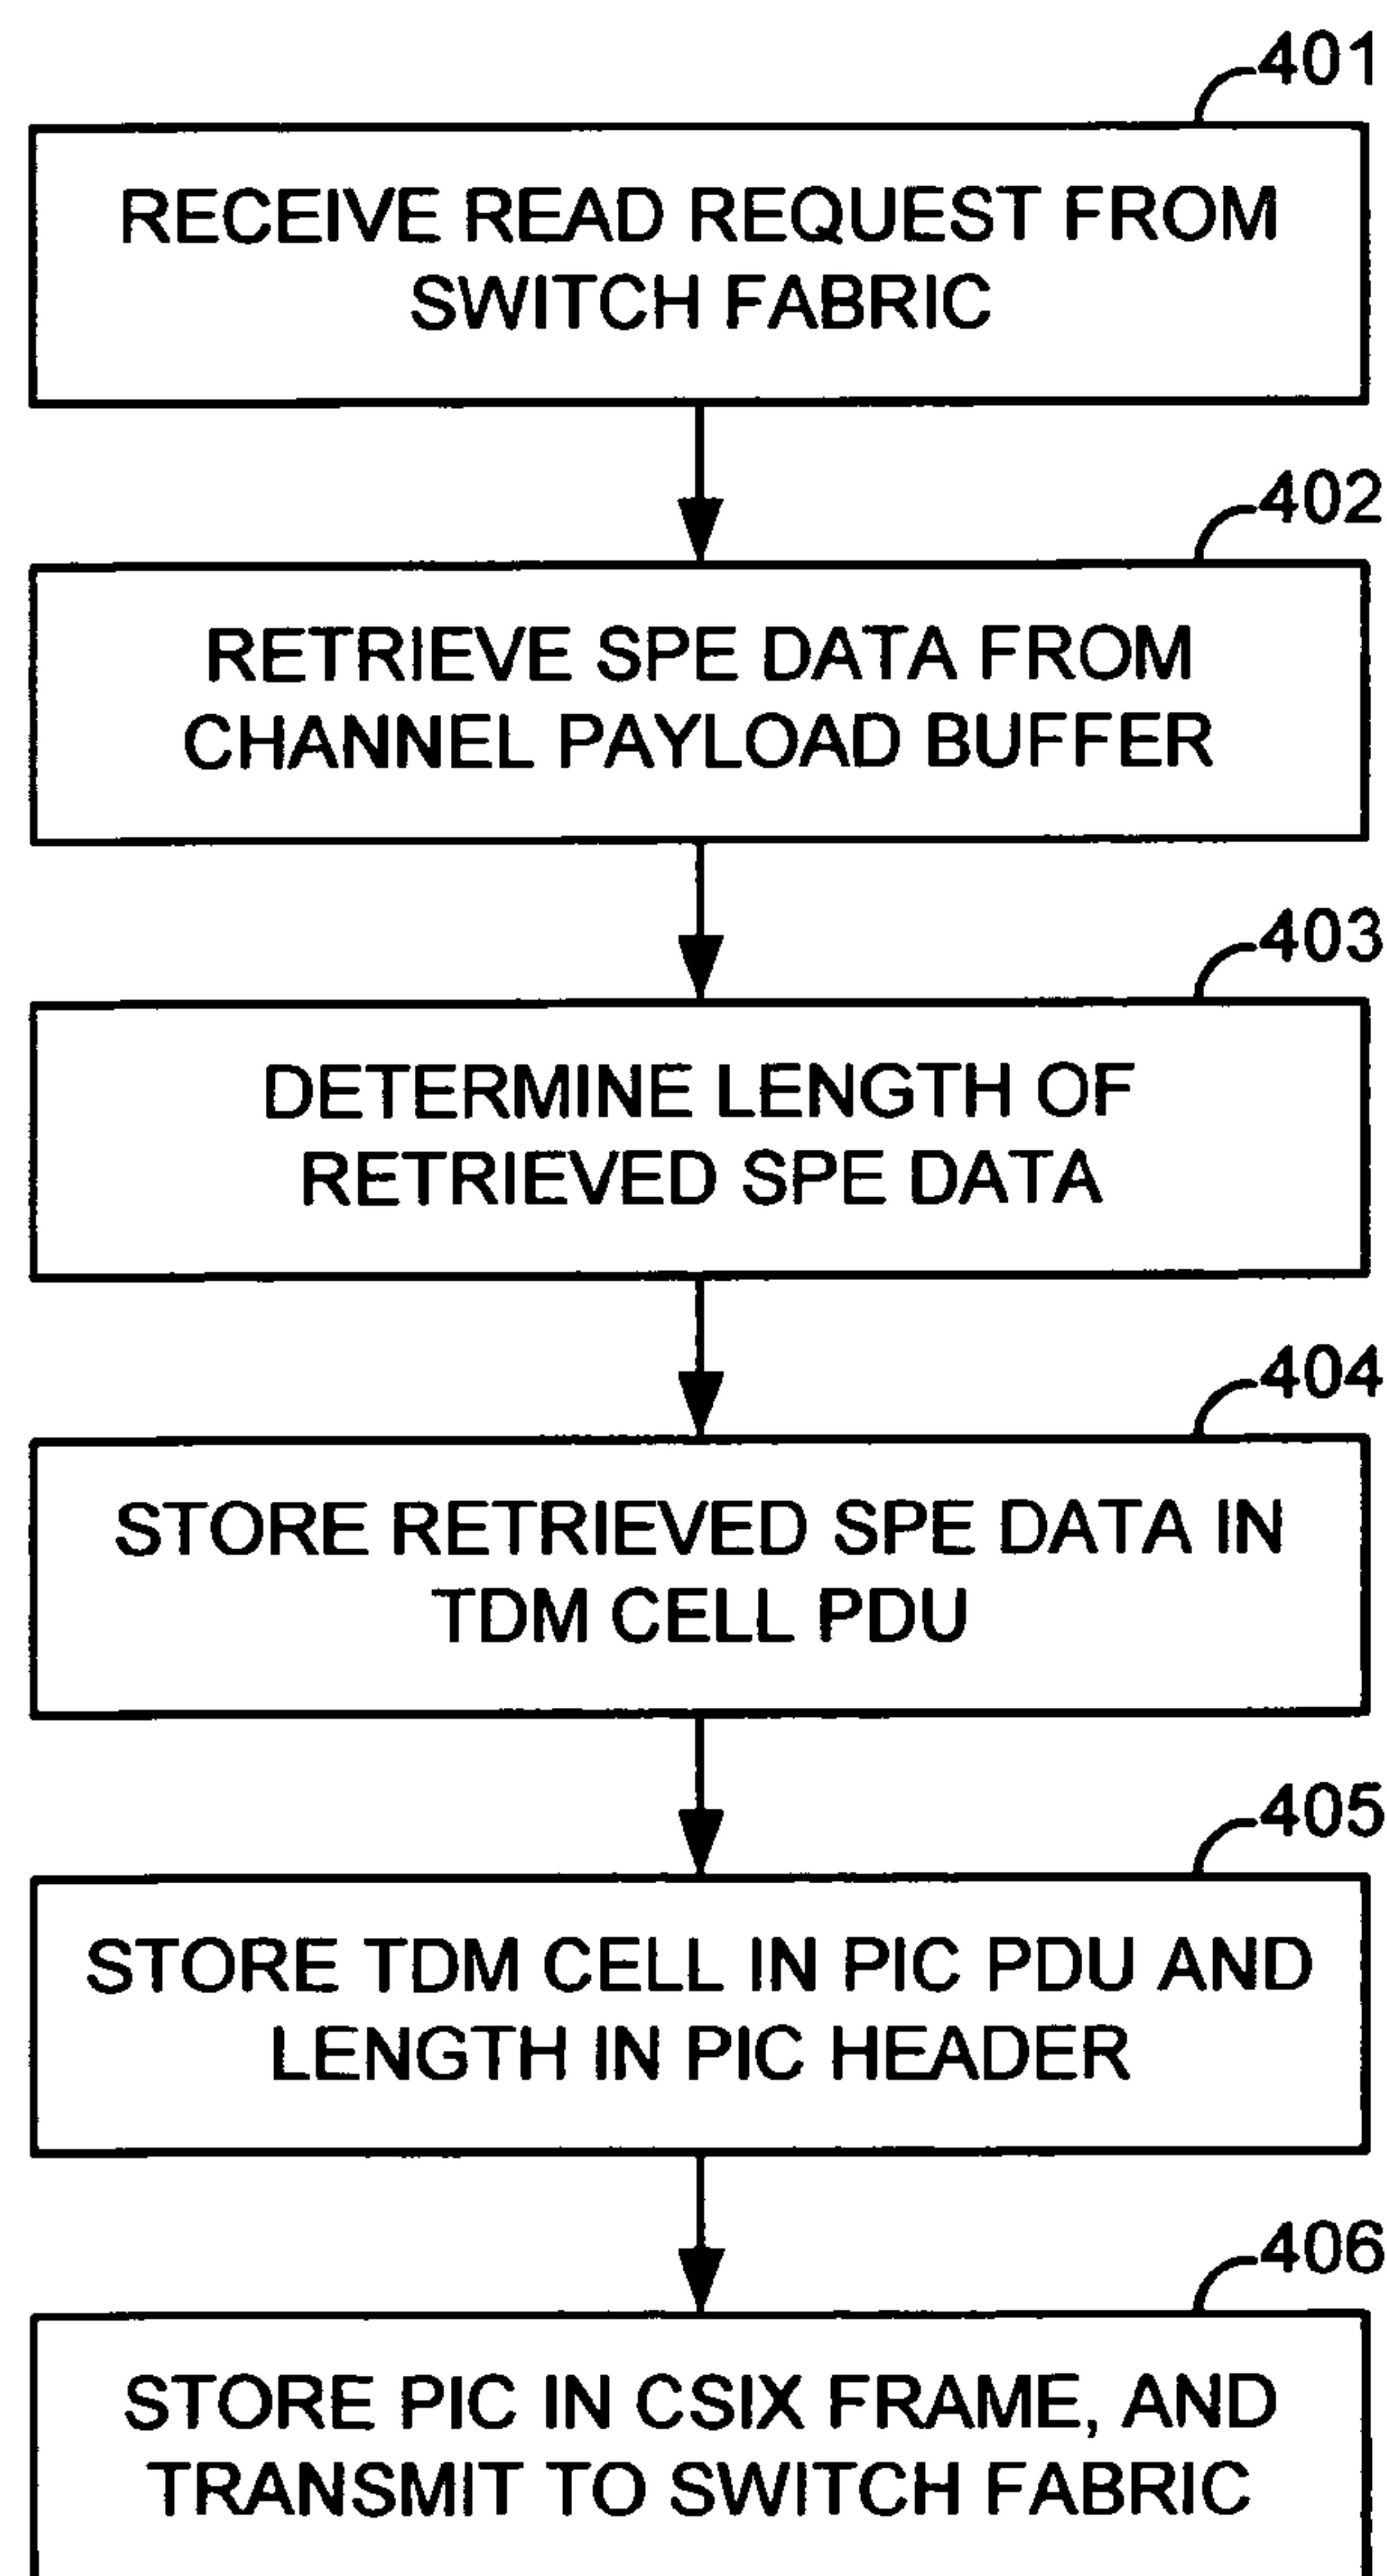 401
RECEIVE READ REQUEST FROM
SWITCH FABRIC
402
RETRIEVE SPE DATA FROM
CHANNEL PAYLOAD BUFFER
403
DETERMINE LENGTH OF
RETRIEVED SPE DATA
404
STORE RETRIEVED SPE DATA IN
TDM CELL PDU
405
STORE TDM CELL IN PIC PDU AND
LENGTH IN PIC HEADER
406
STORE PIC IN CSIX FRAME, AND
TRANSMIT TO SWITCH FABRIC